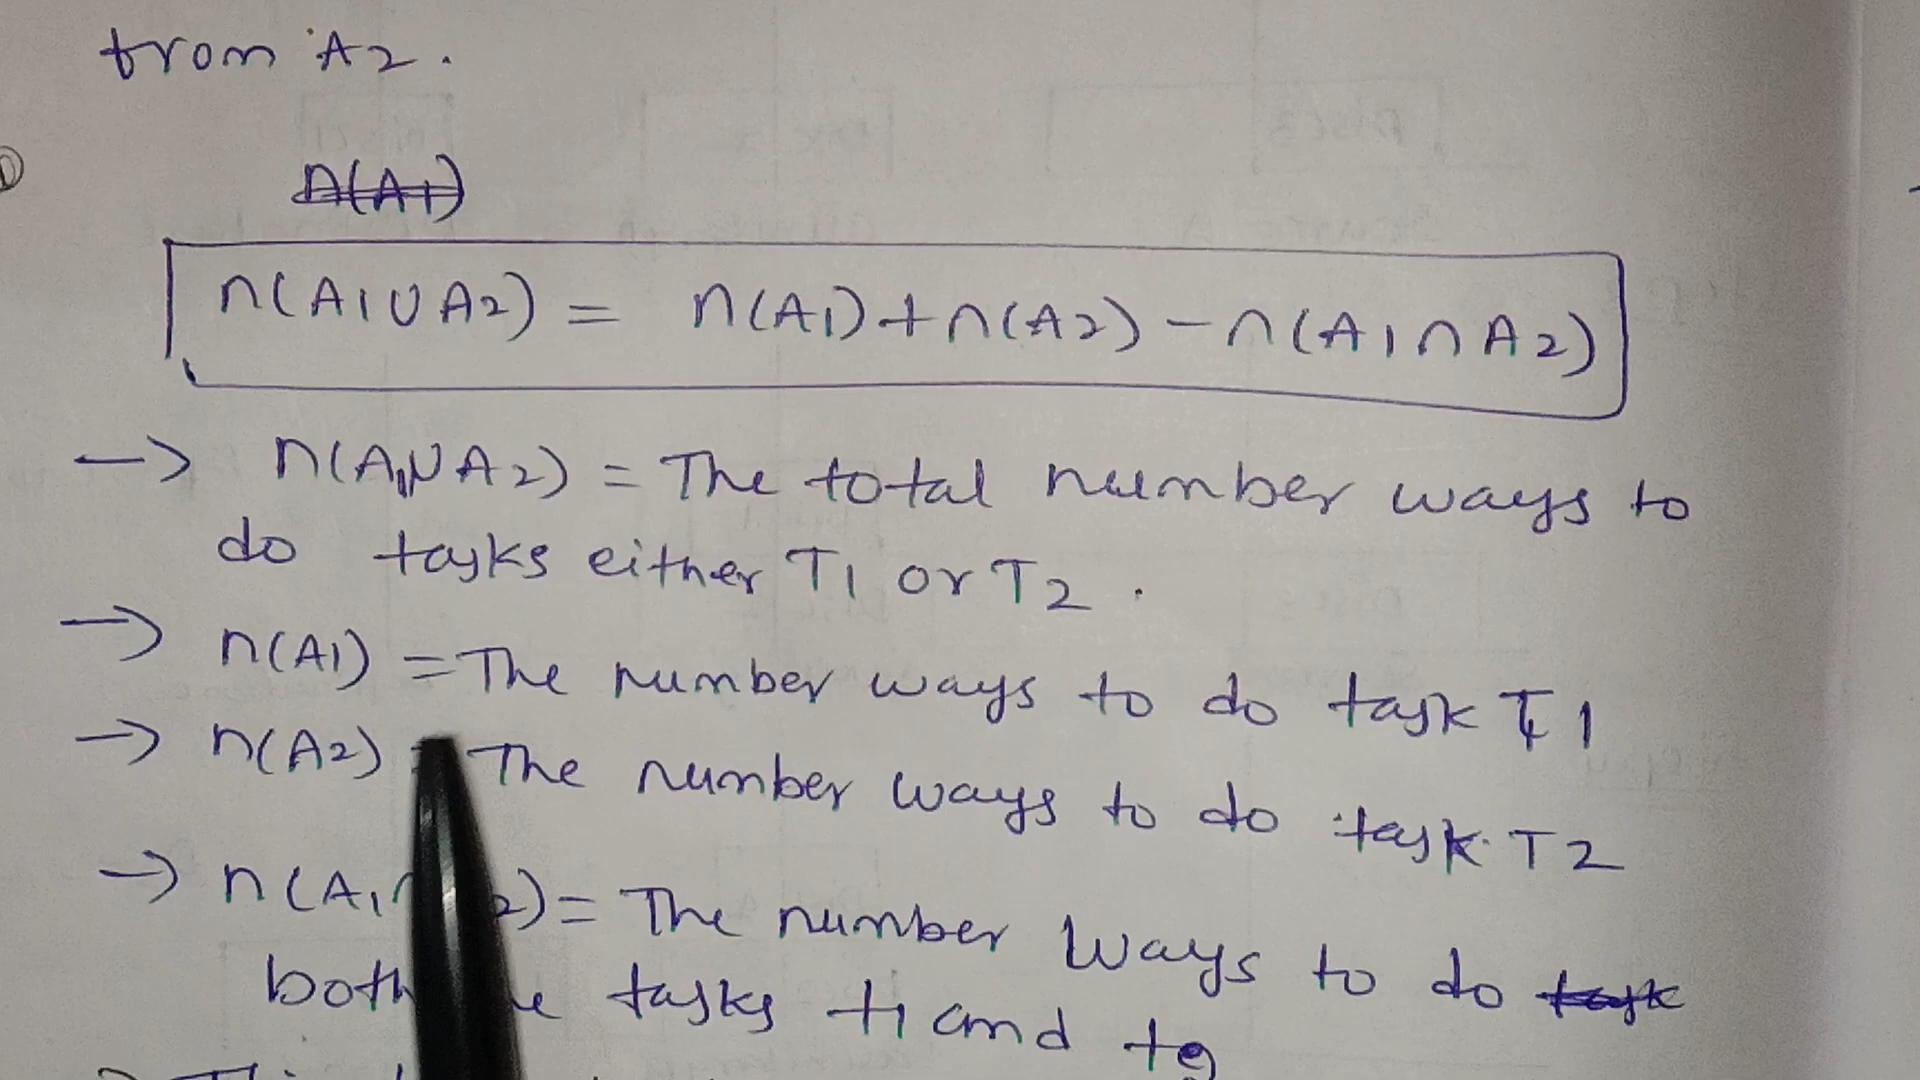 from A2.
n(A1)
n(A1∪A2) = n(A1)+n(A2)-n(A1∩A2)
→ n(A1∪A2) = The total number ways to
do tasks either T1 or T2.
→ n(A1) = The number ways to do task T1
→ n(A2) = The number ways to do task T2
→ n(A1∩ 2) = The number ways to do task
both tasks t1 and t2